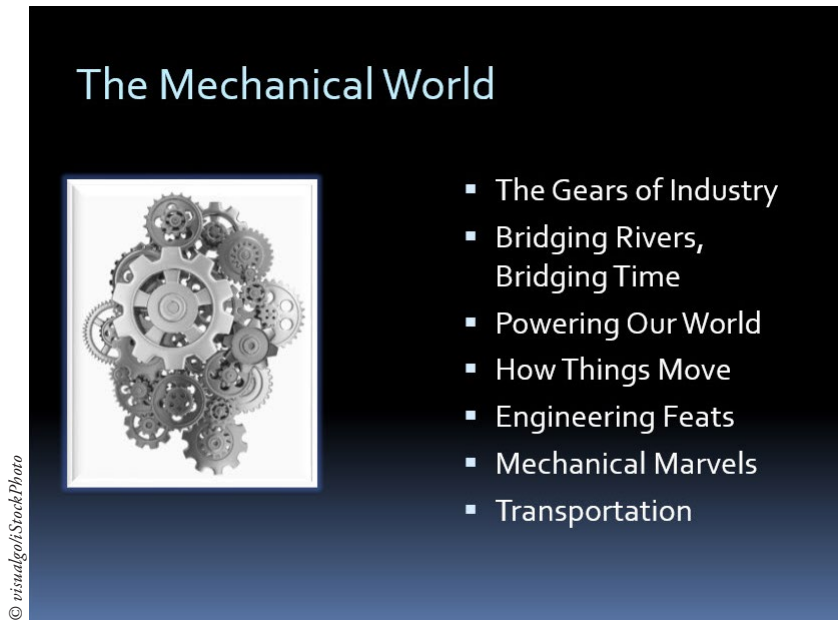 The Mechanical World
The Gears of Industry
Bridging Rivers,
Bridging Time
Powering Our World
How Things Move
Engineering Feats
Mechanical Marvels
Transportation
© visualgo/iStockPhoto